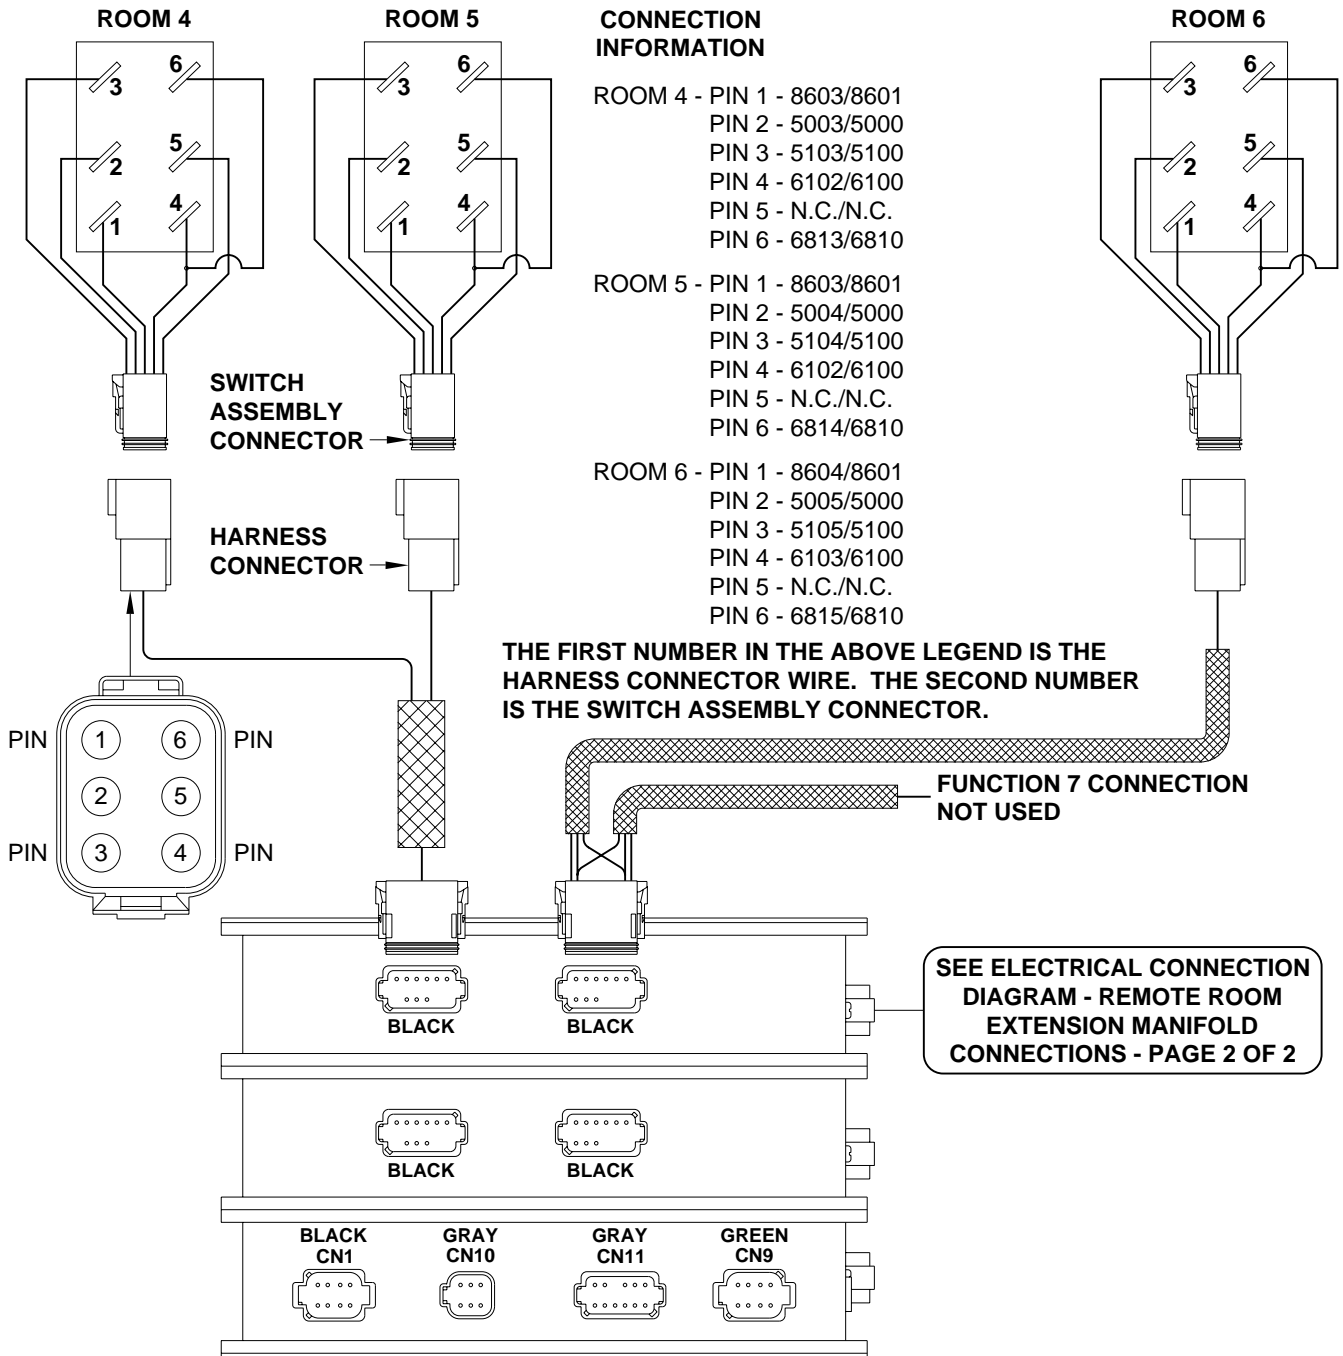 ROOM 4
ROOM 5
CONNECTION
INFORMATION
ROOM 6
3
6
2
5
1
4
3
6
2
5
1
4
3
6
2
5
1
4
ROOM 4 - PIN 1 - 8603/8601
PIN 2 - 5003/5000
PIN 3 - 5103/5100
PIN 4 - 6102/6100
PIN 5 - N.C./N.C.
PIN 6 - 6813/6810
ROOM 5 - PIN 1 - 8603/8601
PIN 2 - 5004/5000
PIN 3 - 5104/5100
PIN 4 - 6102/6100
PIN 5 - N.C./N.C.
PIN 6 - 6814/6810
ROOM 6 - PIN 1 - 8604/8601
PIN 2 - 5005/5000
PIN 3 - 5105/5100
PIN 4 - 6103/6100
PIN 5 - N.C./N.C.
PIN 6 - 6815/6810
SWITCH
ASSEMBLY
CONNECTOR
HARNESS
CONNECTOR
THE FIRST NUMBER IN THE ABOVE LEGEND IS THE
HARNESS CONNECTOR WIRE. THE SECOND NUMBER
IS THE SWITCH ASSEMBLY CONNECTOR.
PIN 1 6 PIN
2 5
PIN 3 4 PIN
FUNCTION 7 CONNECTION
NOT USED
BLACK
BLACK
SEE ELECTRICAL CONNECTION
DIAGRAM - REMOTE ROOM
EXTENSION MANIFOLD
CONNECTIONS - PAGE 2 OF 2
BLACK
BLACK
BLACK
CN1
GRAY
CN10
GRAY
CN11
GREEN
CN9